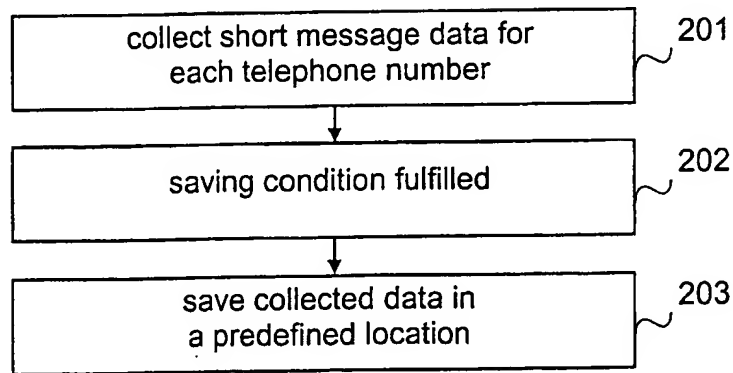 collect short message data for
each telephone number
201
saving condition fulfilled
202
save collected data in
a predefined location
203